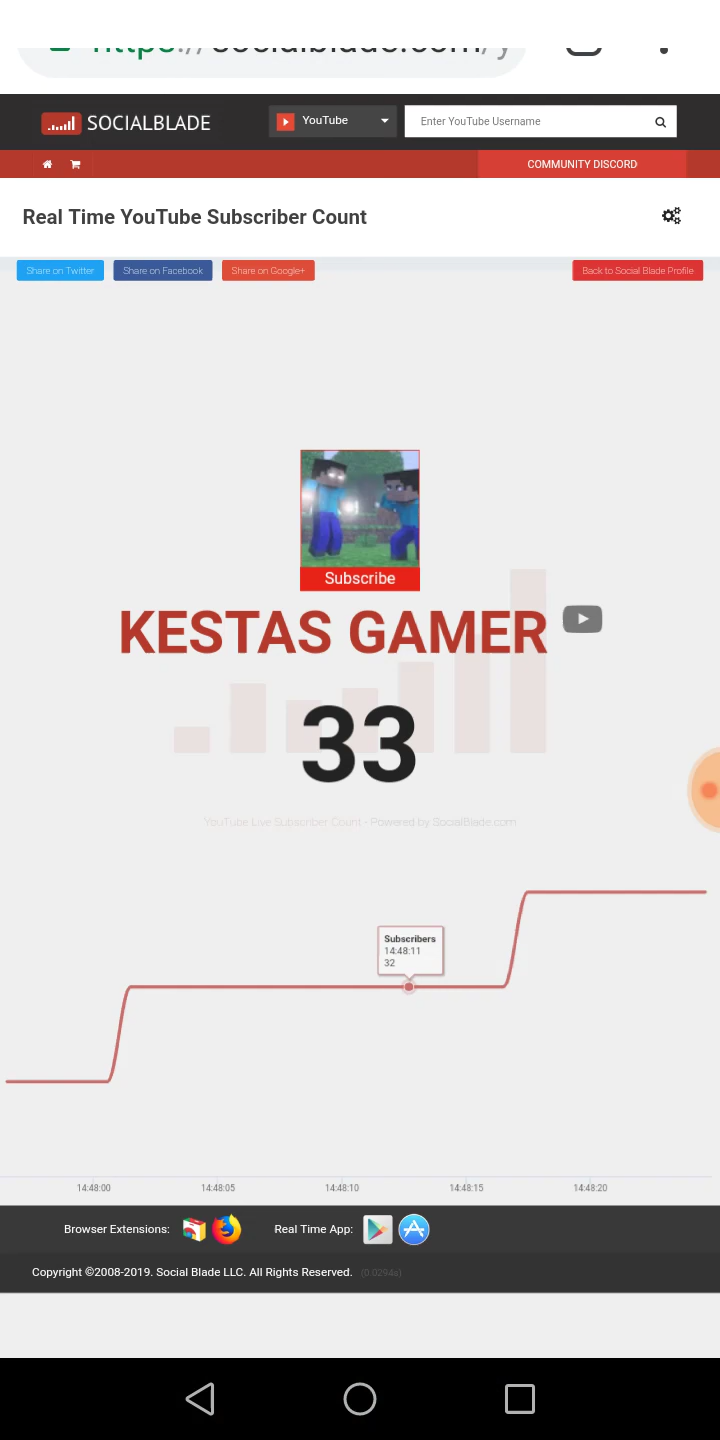 SOCIALBLADE
YouTube
Enter YouTube Username
COMMUNITY DISCORD
Real Time YouTube Subscriber Count
Share on Twitter
Share on Facebook
Share on Google+
Back to Social Blade Profile
Subscribe
KESTAS GAMER
33
YouTube Live Subscriber Count - Powered by SocialBlade.com
Subscribers
14:48:11
32
14:48:00
14:48:05
14:48:10
14:48:15
14:48:20
Browser Extensions:
Real Time App:
Copyright ©2008-2019. Social Blade LLC. All Rights Reserved. (0.0294s)